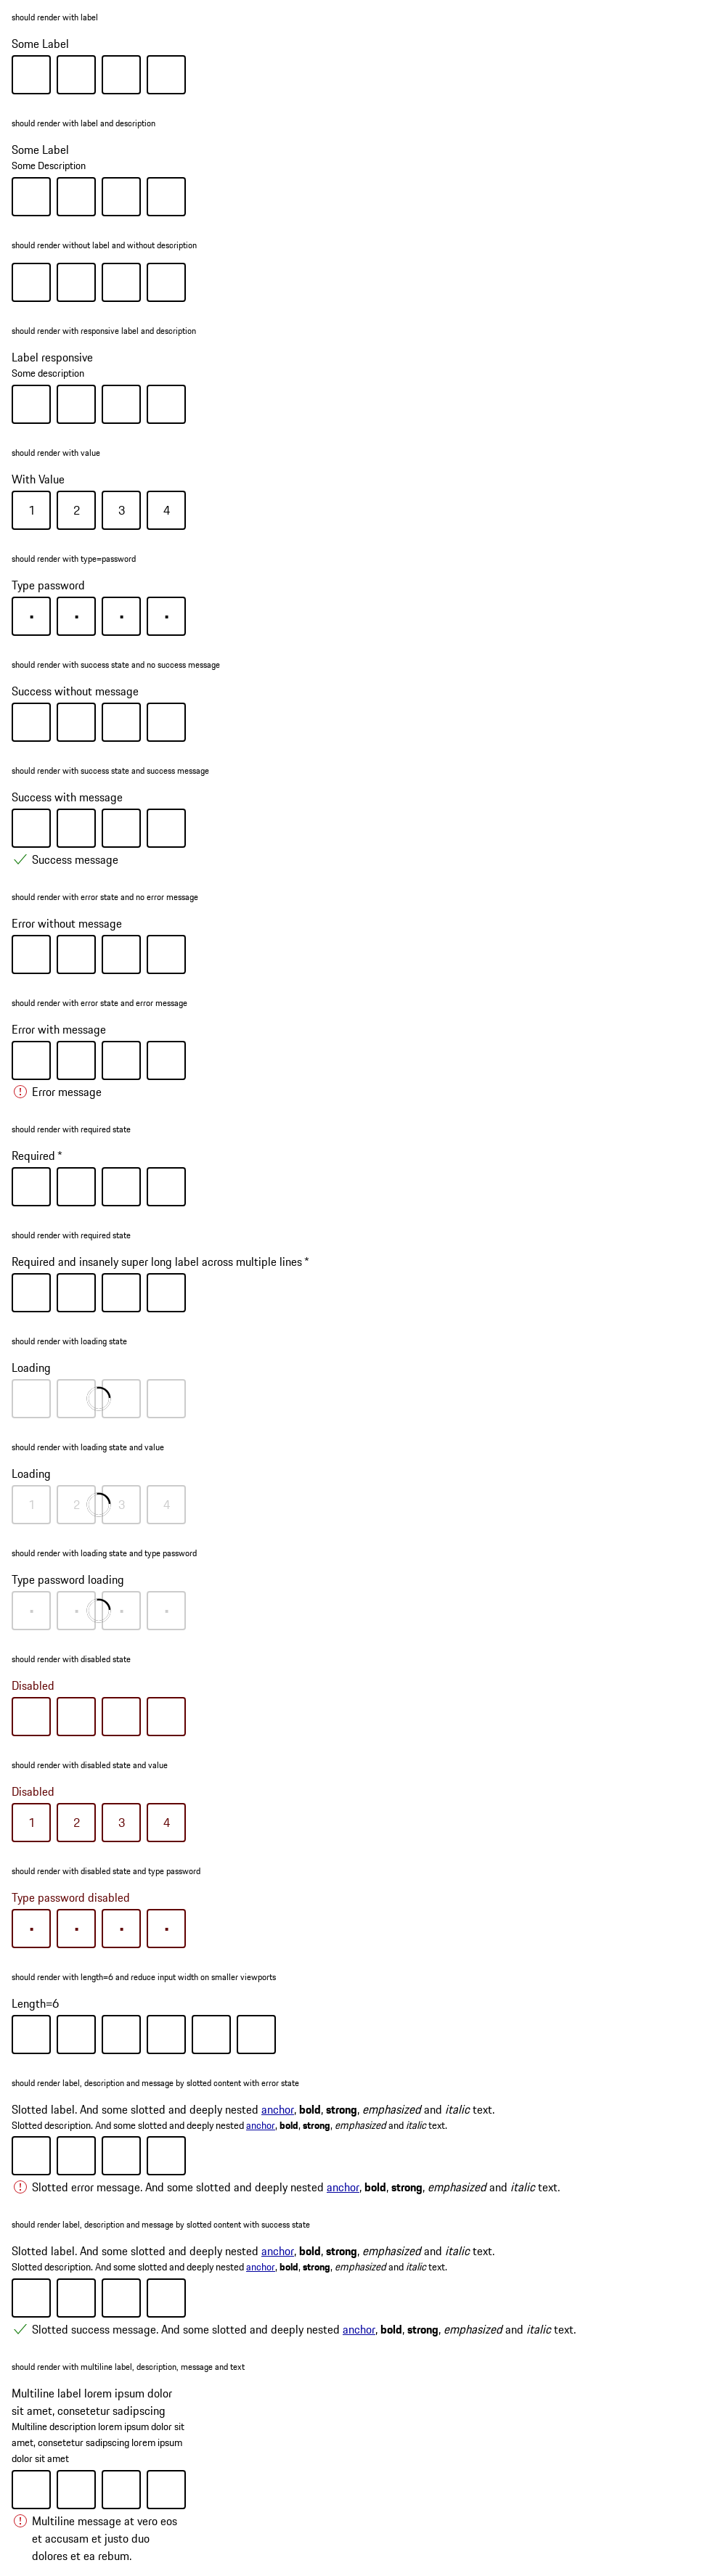 should render with label
Some Label
should render with label and description
Some Label
Some Description
should render without label and without description
should render with responsive label and description
Label responsive
Some description
should render with value
With Value
1 2 3 4
should render with type=password
Type password
should render with success state and no success message
Success without message
should render with success state and success message
Success with message
Success message
should render with error state and no error message
Error without message
should render with error state and error message
Error with message
Error message
should render with required state
Required *
should render with required state
Required and insanely super long label across multiple lines *
should render with loading state
Loading
should render with loading state and value
Loading
1 2 3 4
should render with loading state and type password
Type password loading
should render with disabled state
Disabled
should render with disabled state and value
Disabled
1 2 3 4
should render with disabled state and type password
Type password disabled
should render with length=6 and reduce input width on smaller viewports
Length=6
should render label, description and message by slotted content with error state
Slotted label. And some slotted and deeply nested anchor, bold, strong, emphasized and italic text.
Slotted description. And some slotted and deeply nested anchor, bold, strong, emphasized and italic text.
Slotted error message. And some slotted and deeply nested anchor, bold, strong, emphasized and italic text.
should render label, description and message by slotted content with success state
Slotted label. And some slotted and deeply nested anchor, bold, strong, emphasized and italic text.
Slotted description. And some slotted and deeply nested anchor, bold, strong, emphasized and italic text.
Slotted success message. And some slotted and deeply nested anchor, bold, strong, emphasized and italic text.
should render with multiline label, description, message and text
Multiline label lorem ipsum dolor
sit amet, consetetur sadipscing
Multiline description lorem ipsum dolor sit
amet, consetetur sadipscing lorem ipsum
dolor sit amet
Multiline message at vero eos
et accusam et justo duo
dolores et ea rebum.